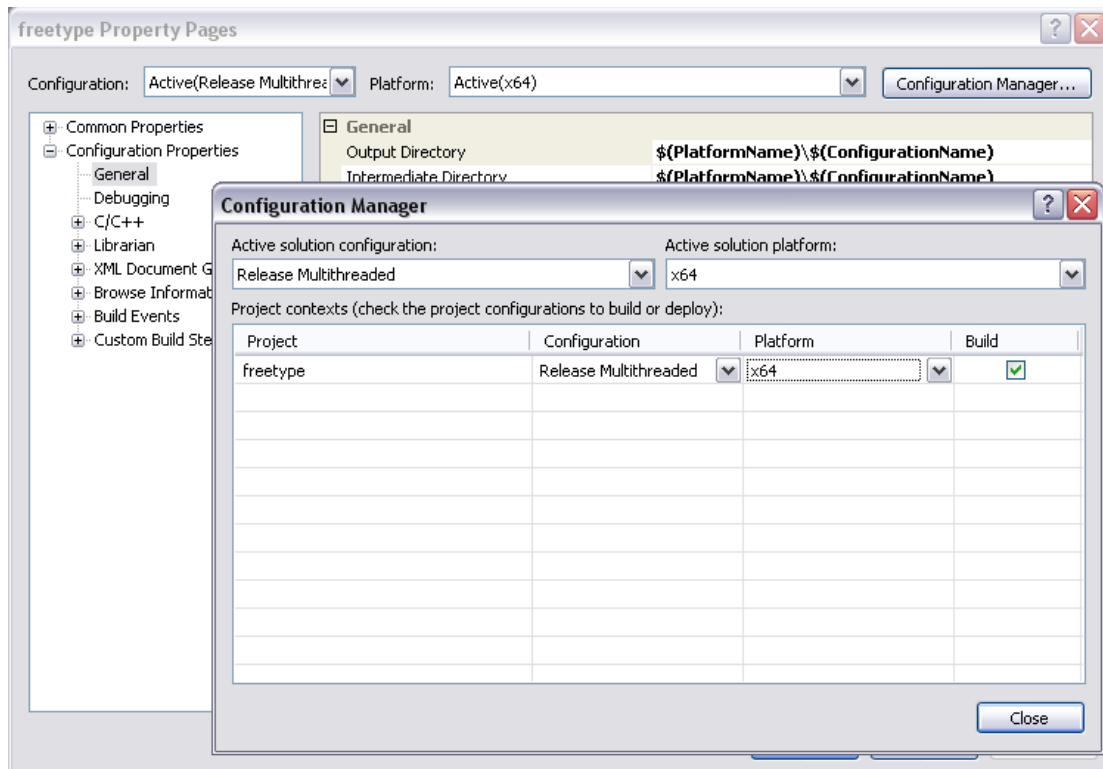 freetype Property Pages
Configuration: Active(Release Multithrea Platform: Active(x64) Configuration Manager...
Common Properties
Configuration Properties
General
Debugging
C/C++
Librarian
XML Document G
Browse Informat
Build Events
Custom Build Ste
General
Output Directory $(PlatformName)\$(ConfigurationName)
Intermediate Directory $(PlatformName)\$(ConfigurationName)
Configuration Manager
Active solution configuration: Active solution platform:
Release Multithreaded x64
Project contexts (check the project configurations to build or deploy):
Project Configuration Platform Build
freetype Release Multithreaded x64
Close